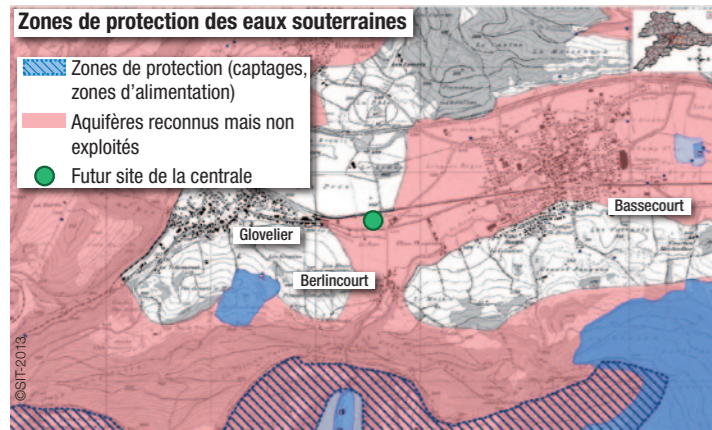 Zones de protection des eaux souterraines
Zones de protection (captages,
zones d'alimentation)
Aquifères reconnus mais non
exploités
Futur site de la centrale
Bassecourt
Glovelier
Berlincourt
©SIT-2013